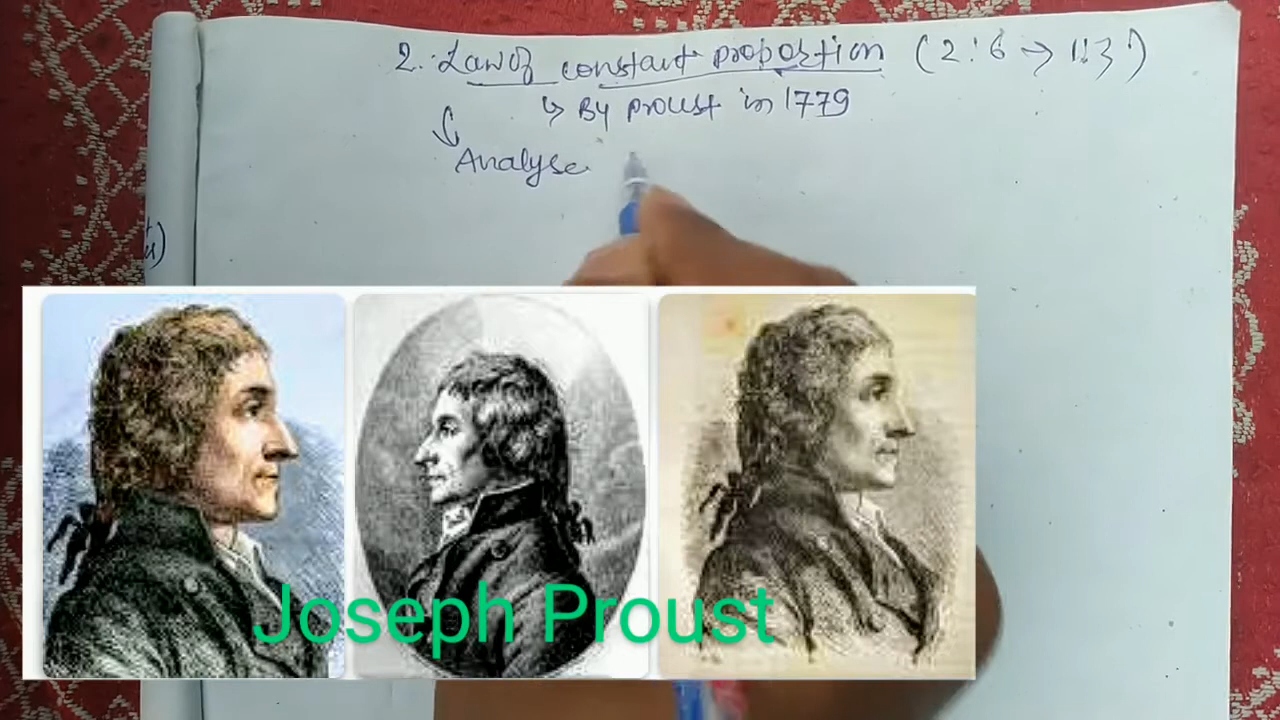 2. Law of constant proportion (2:6 → 1:3)
↳ By proust in 1779
Analyse
Joseph Proust